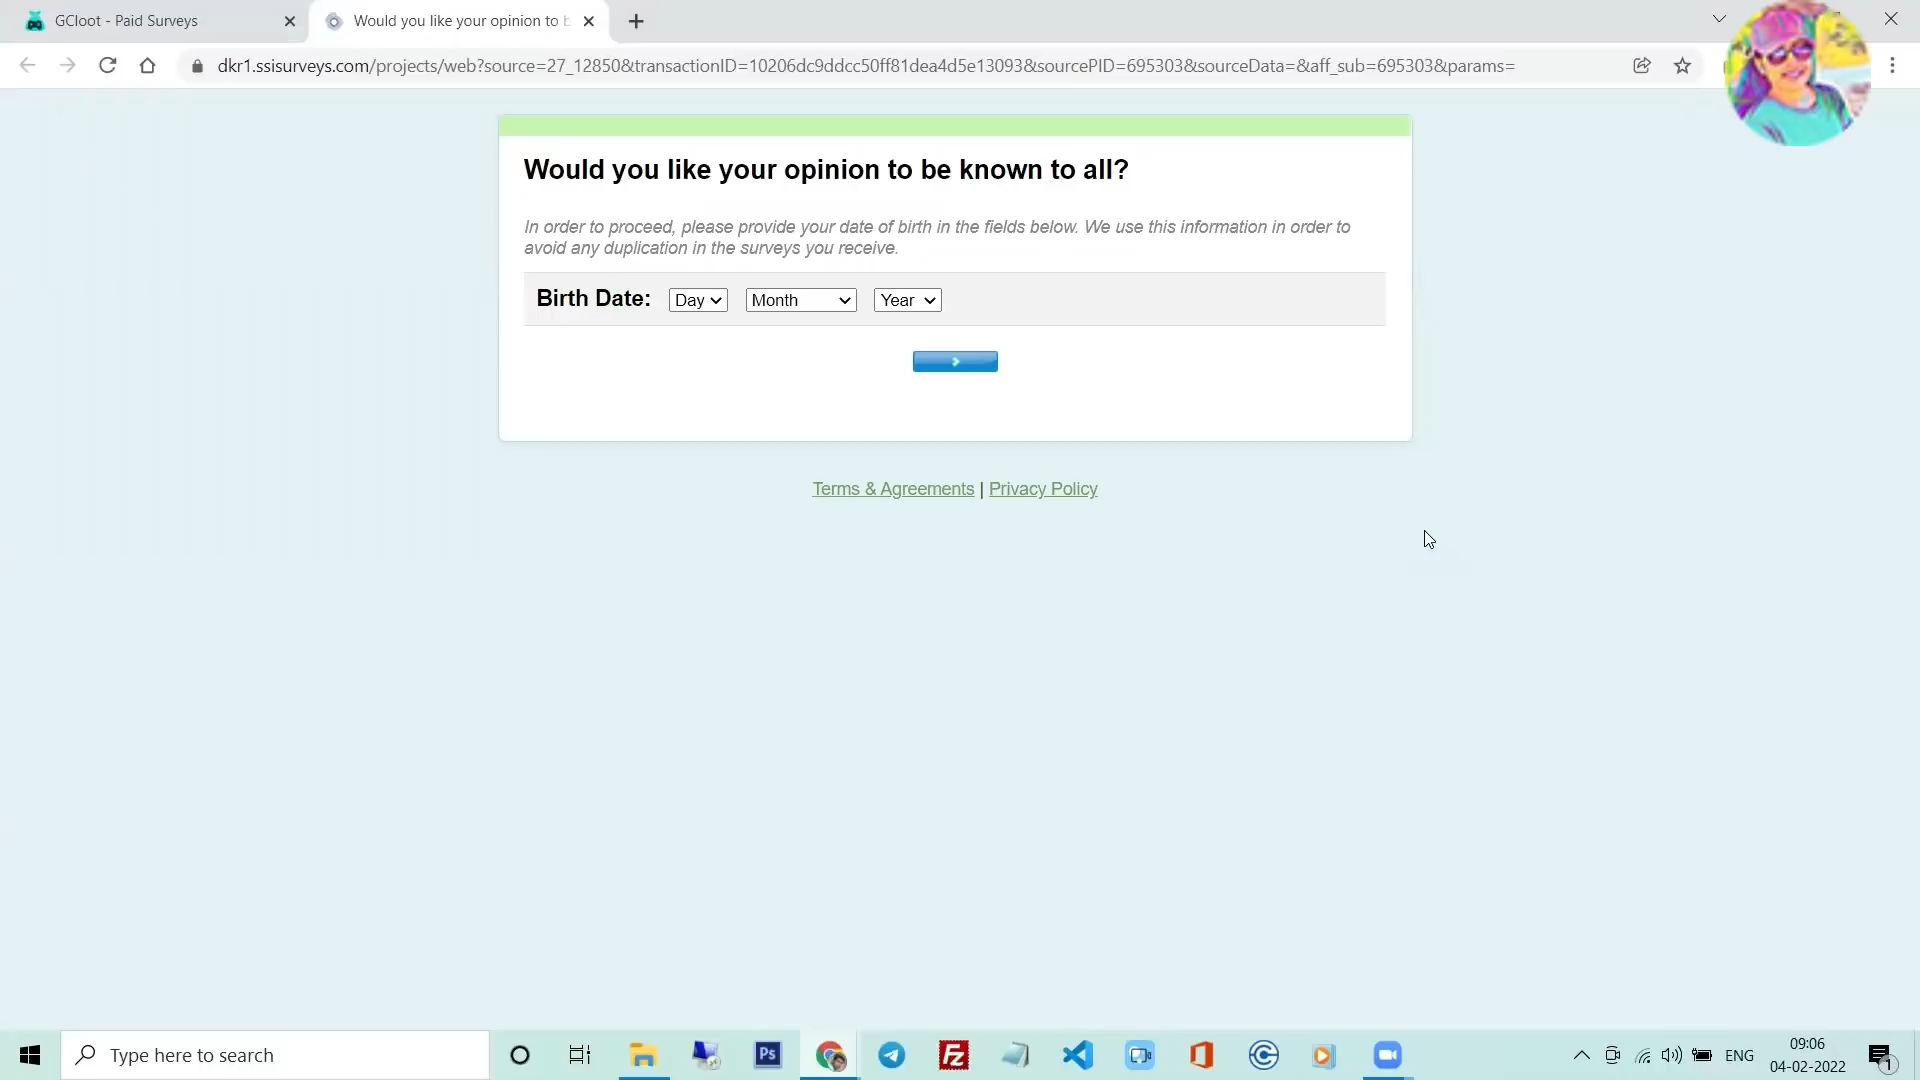 GCloot - Paid Surveys
Would you like your opinion to b
dkr1.ssisurveys.com/projects/web?source=27_12850&transactionID=10206dc9ddcc50ff81dea4d5e13093&sourcePID=695303&sourceData=&aff_sub=695303&params=
Would you like your opinion to be known to all?
In order to proceed, please provide your date of birth in the fields below. We use this information in order to
avoid any duplication in the surveys you receive.
Birth Date: Day Month Year
Terms & Agreements | Privacy Policy
Type here to search
Ps
Fz
ENG
09:06
04-02-2022
1